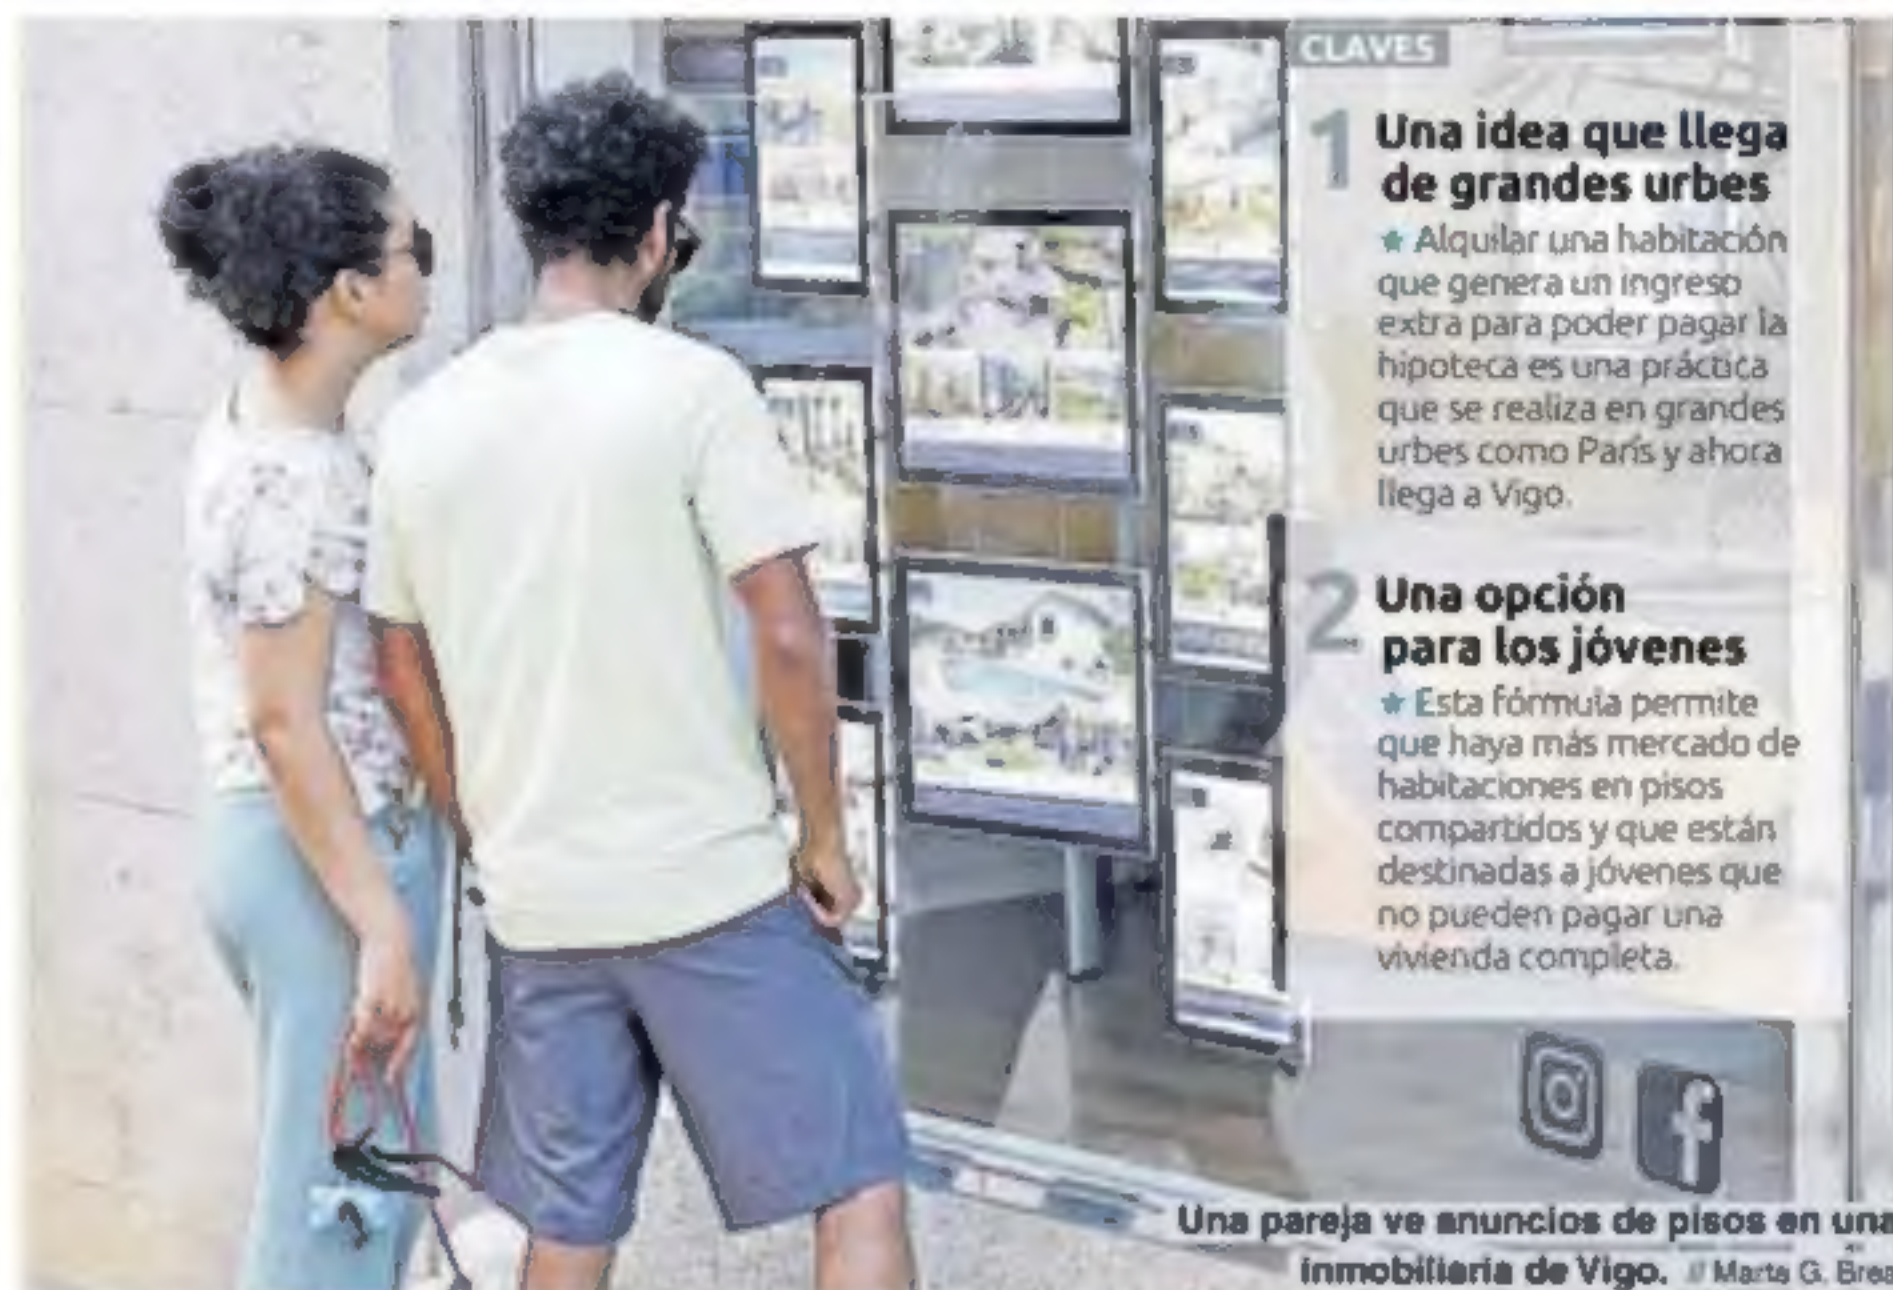 CLAVES
1 Una idea que llega
de grandes urbes
★ Alquilar una habitación
que genera un ingreso
extra para poder pagar la
hipoteca es una práctica
que se realiza en grandes
urbes como París y ahora
llega a Vigo.
2 Una opción
para los jóvenes
★ Esta fórmula permite
que haya más mercado de
habitaciones en pisos
compartidos y que están
destinadas a jóvenes que
no pueden pagar una
vivienda completa.
Una pareja ve anuncios de pisos en una
inmobiliaria de Vigo. // Marta G. Brea